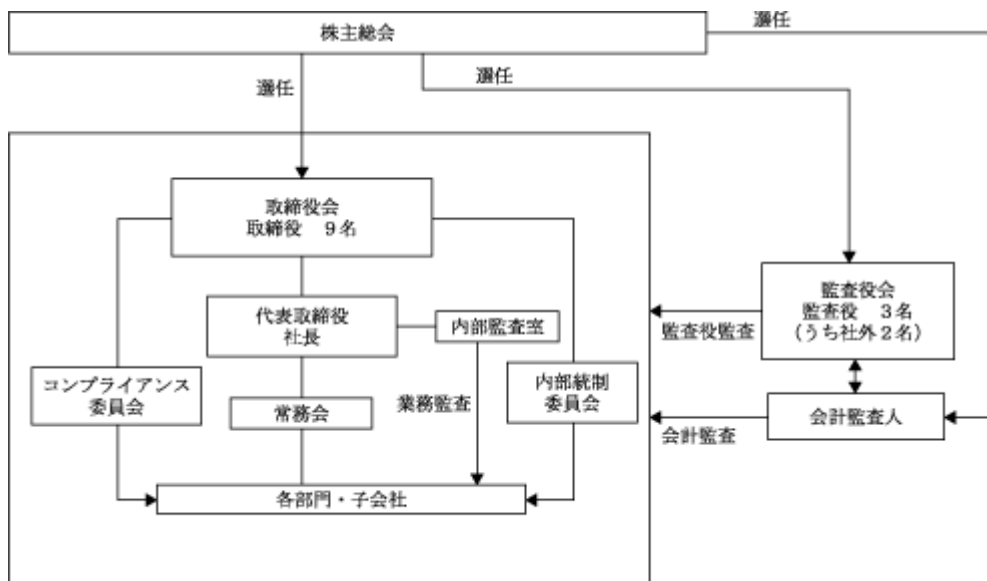 株主総会
選任
選任
選任
取締役会
取締役　9名
代表取締役
社長
内部監査室
監査役会
監査役　3名
(うち社外2名)
監査役監査
コンプライアンス
委員会
常務会
業務監査
内部統制
委員会
会計監査人
会計監査
各部門・子会社